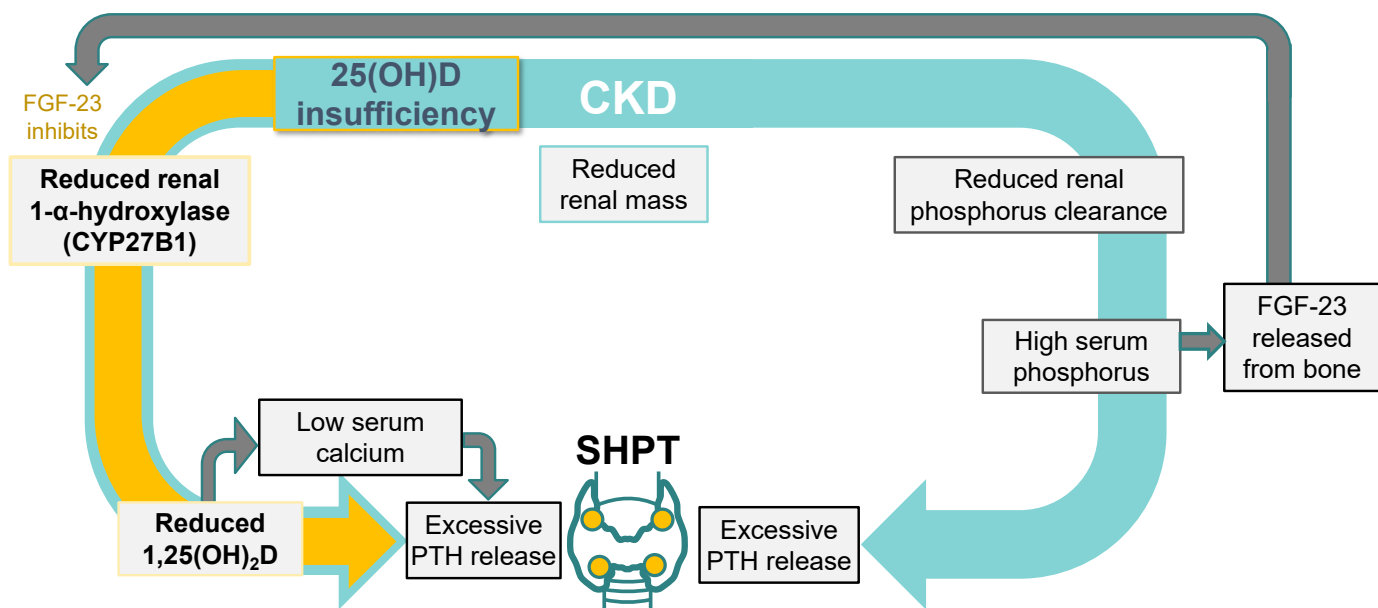 25(OH)D
insufficiency
CKD
FGF-23
inhibits
Reduced renal
1-α-hydroxylase
(CYP27B1)
Reduced
renal mass
Reduced renal
phosphorus clearance
High serum
phosphorus
FGF-23
released
from bone
Low serum
calcium
SHPT
Reduced
1,25(OH)₂D
Excessive
PTH release
Excessive
PTH release